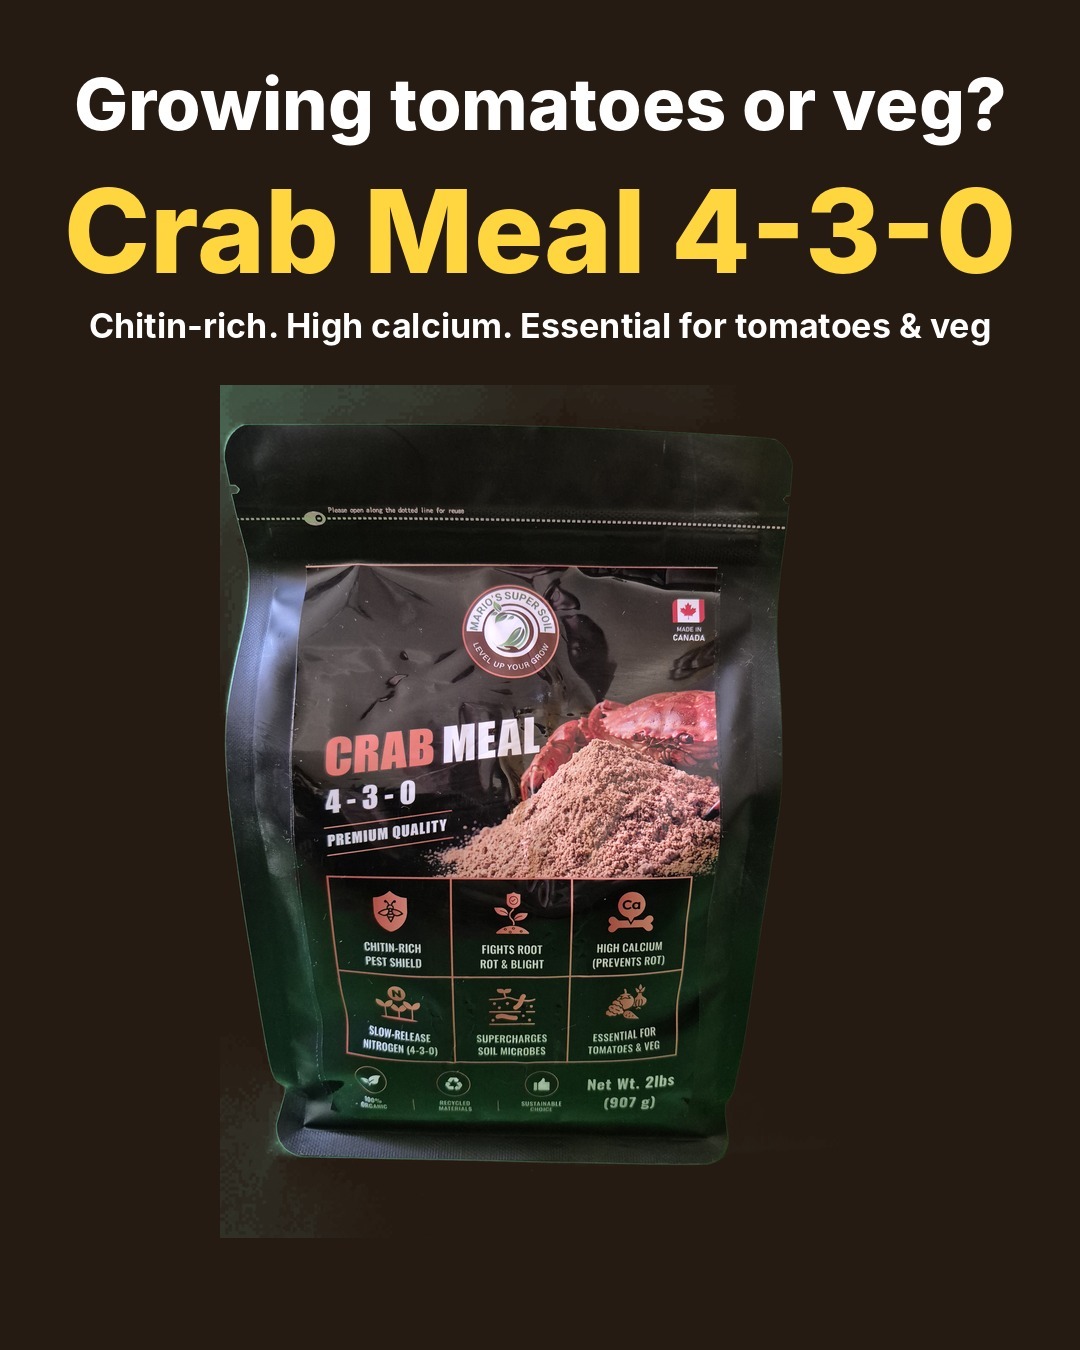 Growing tomatoes or veg?
Crab Meal 4-3-0
Chitin-rich. High calcium. Essential for tomatoes & veg
Please open along the dotted line for reuse
MARIO'S SUPER SOIL
LEVEL UP YOUR GROW
MADE IN
CANADA
CRAB MEAL
4-3-0
PREMIUM QUALITY
CHITIN-RICH
PEST SHIELD
FIGHTS ROOT
ROT & BLIGHT
Ca
HIGH CALCIUM
(PREVENTS ROT)
N
SLOW-RELEASE
NITROGEN (4-3-0)
SUPERCHARGES
SOIL MICROBES
ESSENTIAL FOR
TOMATOES & VEG
100%
ORGANIC
RECYCLED
MATERIALS
SUSTAINABLE
CHOICE
Net Wt. 2lbs
(907 g)